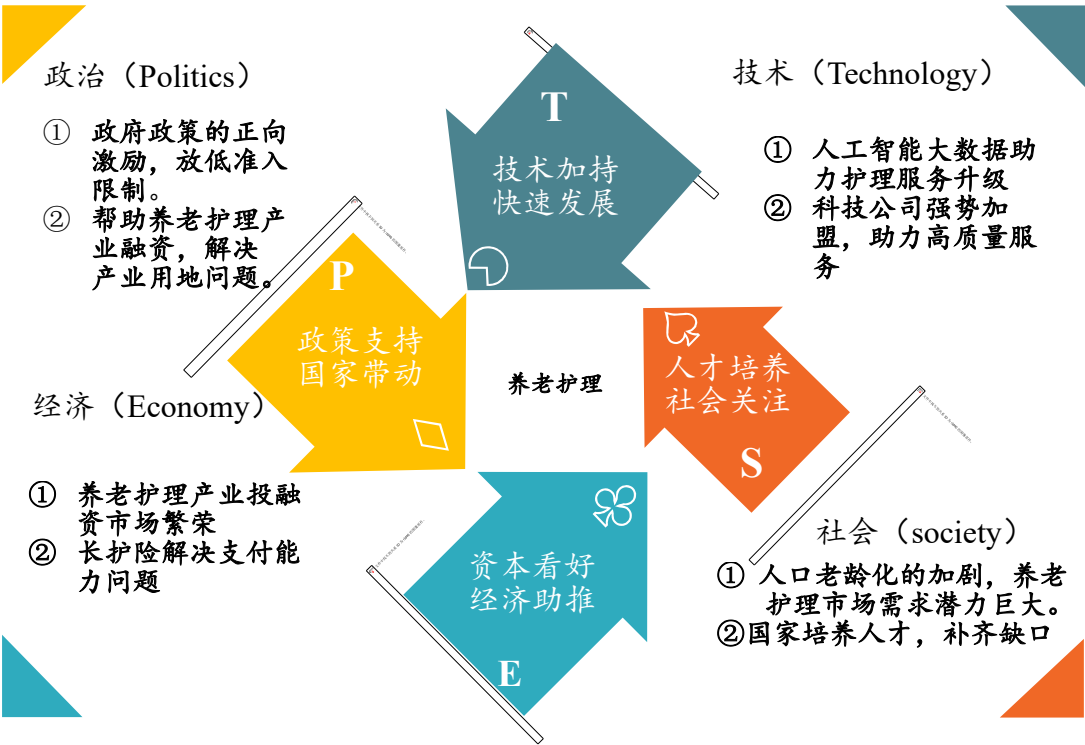 政治（Politics）
① 政府政策的正向
激励，放低准入
限制。
② 帮助养老护理产
业融资，解决
产业用地问题。
T
技术加持
快速发展
技术（Technology）
① 人工智能大数据助
力护理服务升级
② 科技公司强势加
盟，助力高质量服
务
P
政策支持
国家带动
养老护理
人才培养
社会关注
S
经济（Economy）
① 养老护理产业投融
资市场繁荣
② 长护险解决支付能
力问题
资本看好
经济助推
E
社会（society）
① 人口老龄化的加剧，养老
护理市场需求潜力巨大。
②国家培养人才，补齐缺口